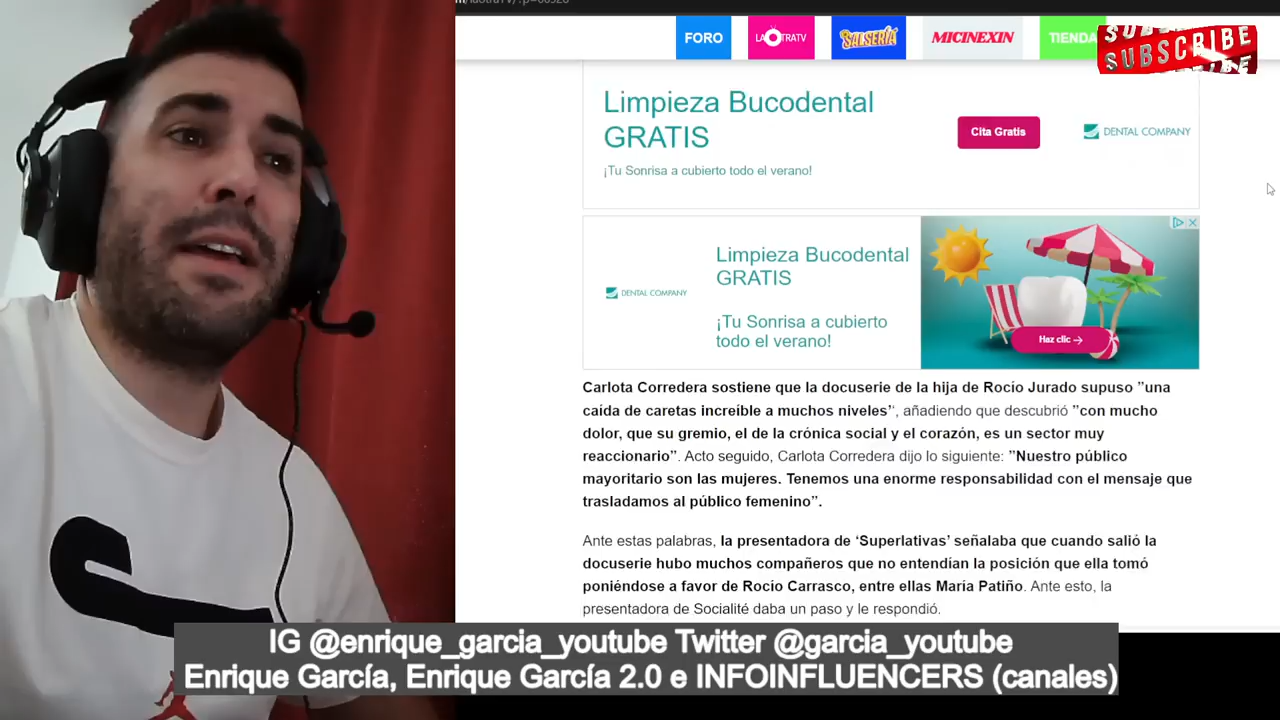 FORO
LA OTRATV
SALSERÍA
MICINEXIN
TIENDA
SUBSCRIBE
Limpieza Bucodental
GRATIS
¡Tu Sonrisa a cubierto todo el verano!
Cita Gratis
DENTAL COMPANY
DENTAL COMPANY
Limpieza Bucodental
GRATIS
¡Tu Sonrisa a cubierto
todo el verano!
Haz clic →
Carlota Corredera sostiene que la docuserie de la hija de Rocío Jurado supuso ”una
caída de caretas increíble a muchos niveles’‘, añadiendo que descubrió ”con mucho
dolor, que su gremio, el de la crónica social y el corazón, es un sector muy
reaccionario”. Acto seguido, Carlota Corredera dijo lo siguiente: ”Nuestro público
mayoritario son las mujeres. Tenemos una enorme responsabilidad con el mensaje que
trasladamos al público femenino”.
Ante estas palabras, la presentadora de ‘Superlativas’ señalaba que cuando salió la
docuserie hubo muchos compañeros que no entendían la posición que ella tomó
poniéndose a favor de Rocío Carrasco, entre ellas María Patiño. Ante esto, la
presentadora de Socialité daba un paso y le respondió.
IG @enrique_garcia_youtube Twitter @garcia_youtube
Enrique García, Enrique García 2.0 e INFOINFLUENCERS (canales)